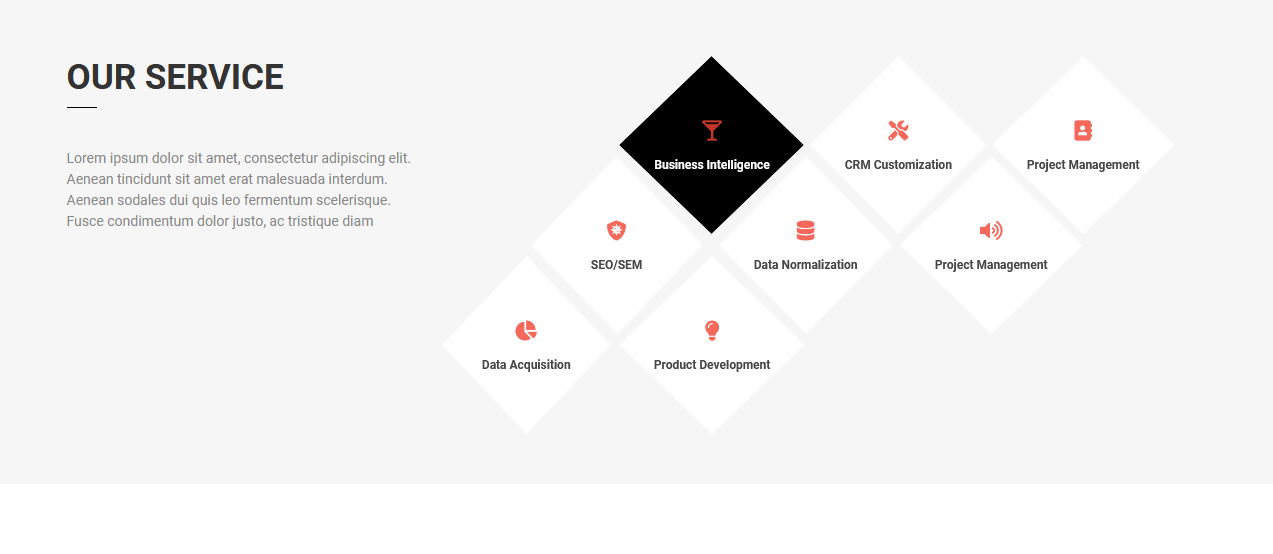 OUR SERVICE
Lorem ipsum dolor sit amet, consectetur adipiscing elit.
Aenean tincidunt sit amet erat malesuada interdum.
Aenean sodales dui quis leo fermentum scelerisque.
Fusce condimentum dolor justo, ac tristique diam
Business Intelligence
CRM Customization
Project Management
SEO/SEM
Data Normalization
Project Management
Data Acquisition
Product Development